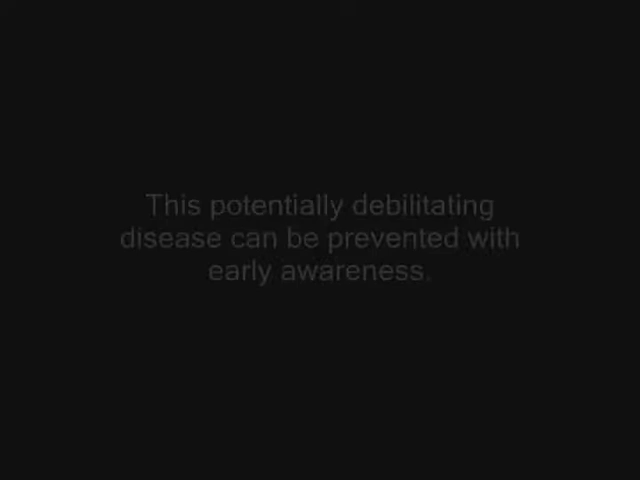 This potentially debilitating
disease can be prevented with
early awareness.